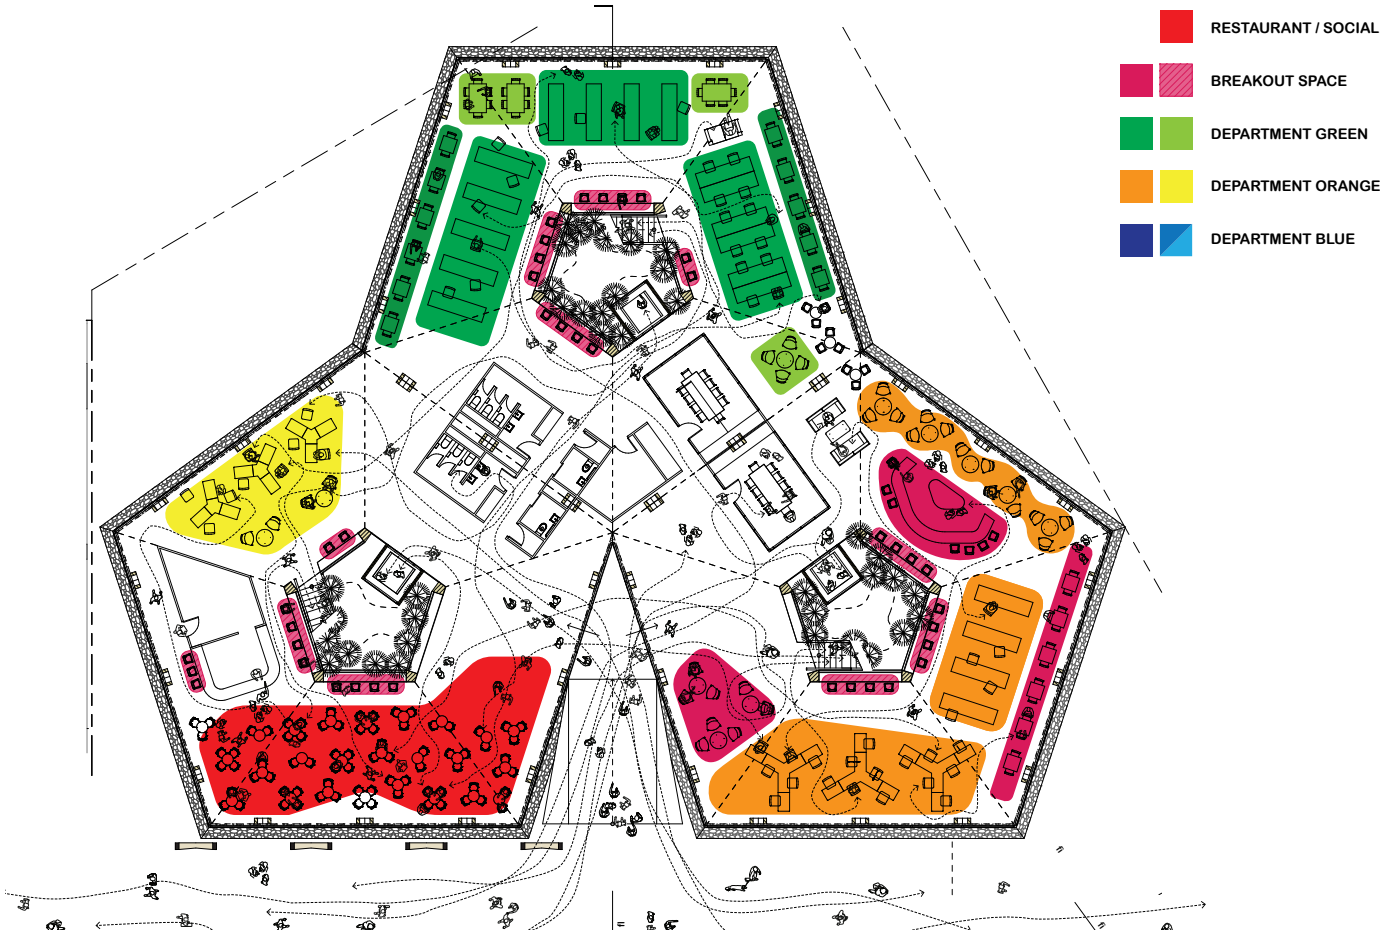 RESTAURANT / SOCIAL
BREAKOUT SPACE
DEPARTMENT GREEN
DEPARTMENT ORANGE
DEPARTMENT BLUE